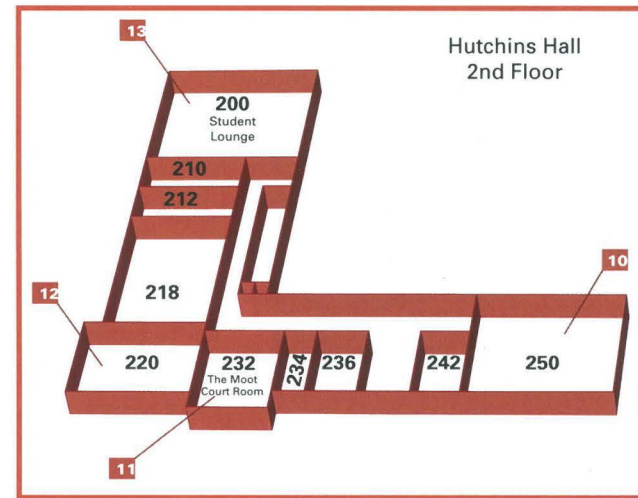 Hutchins Hall
2nd Floor
13
200
Student
Lounge
210
212
10
12
218
220
232
The Moot
Court Room
234
236
242
250
11